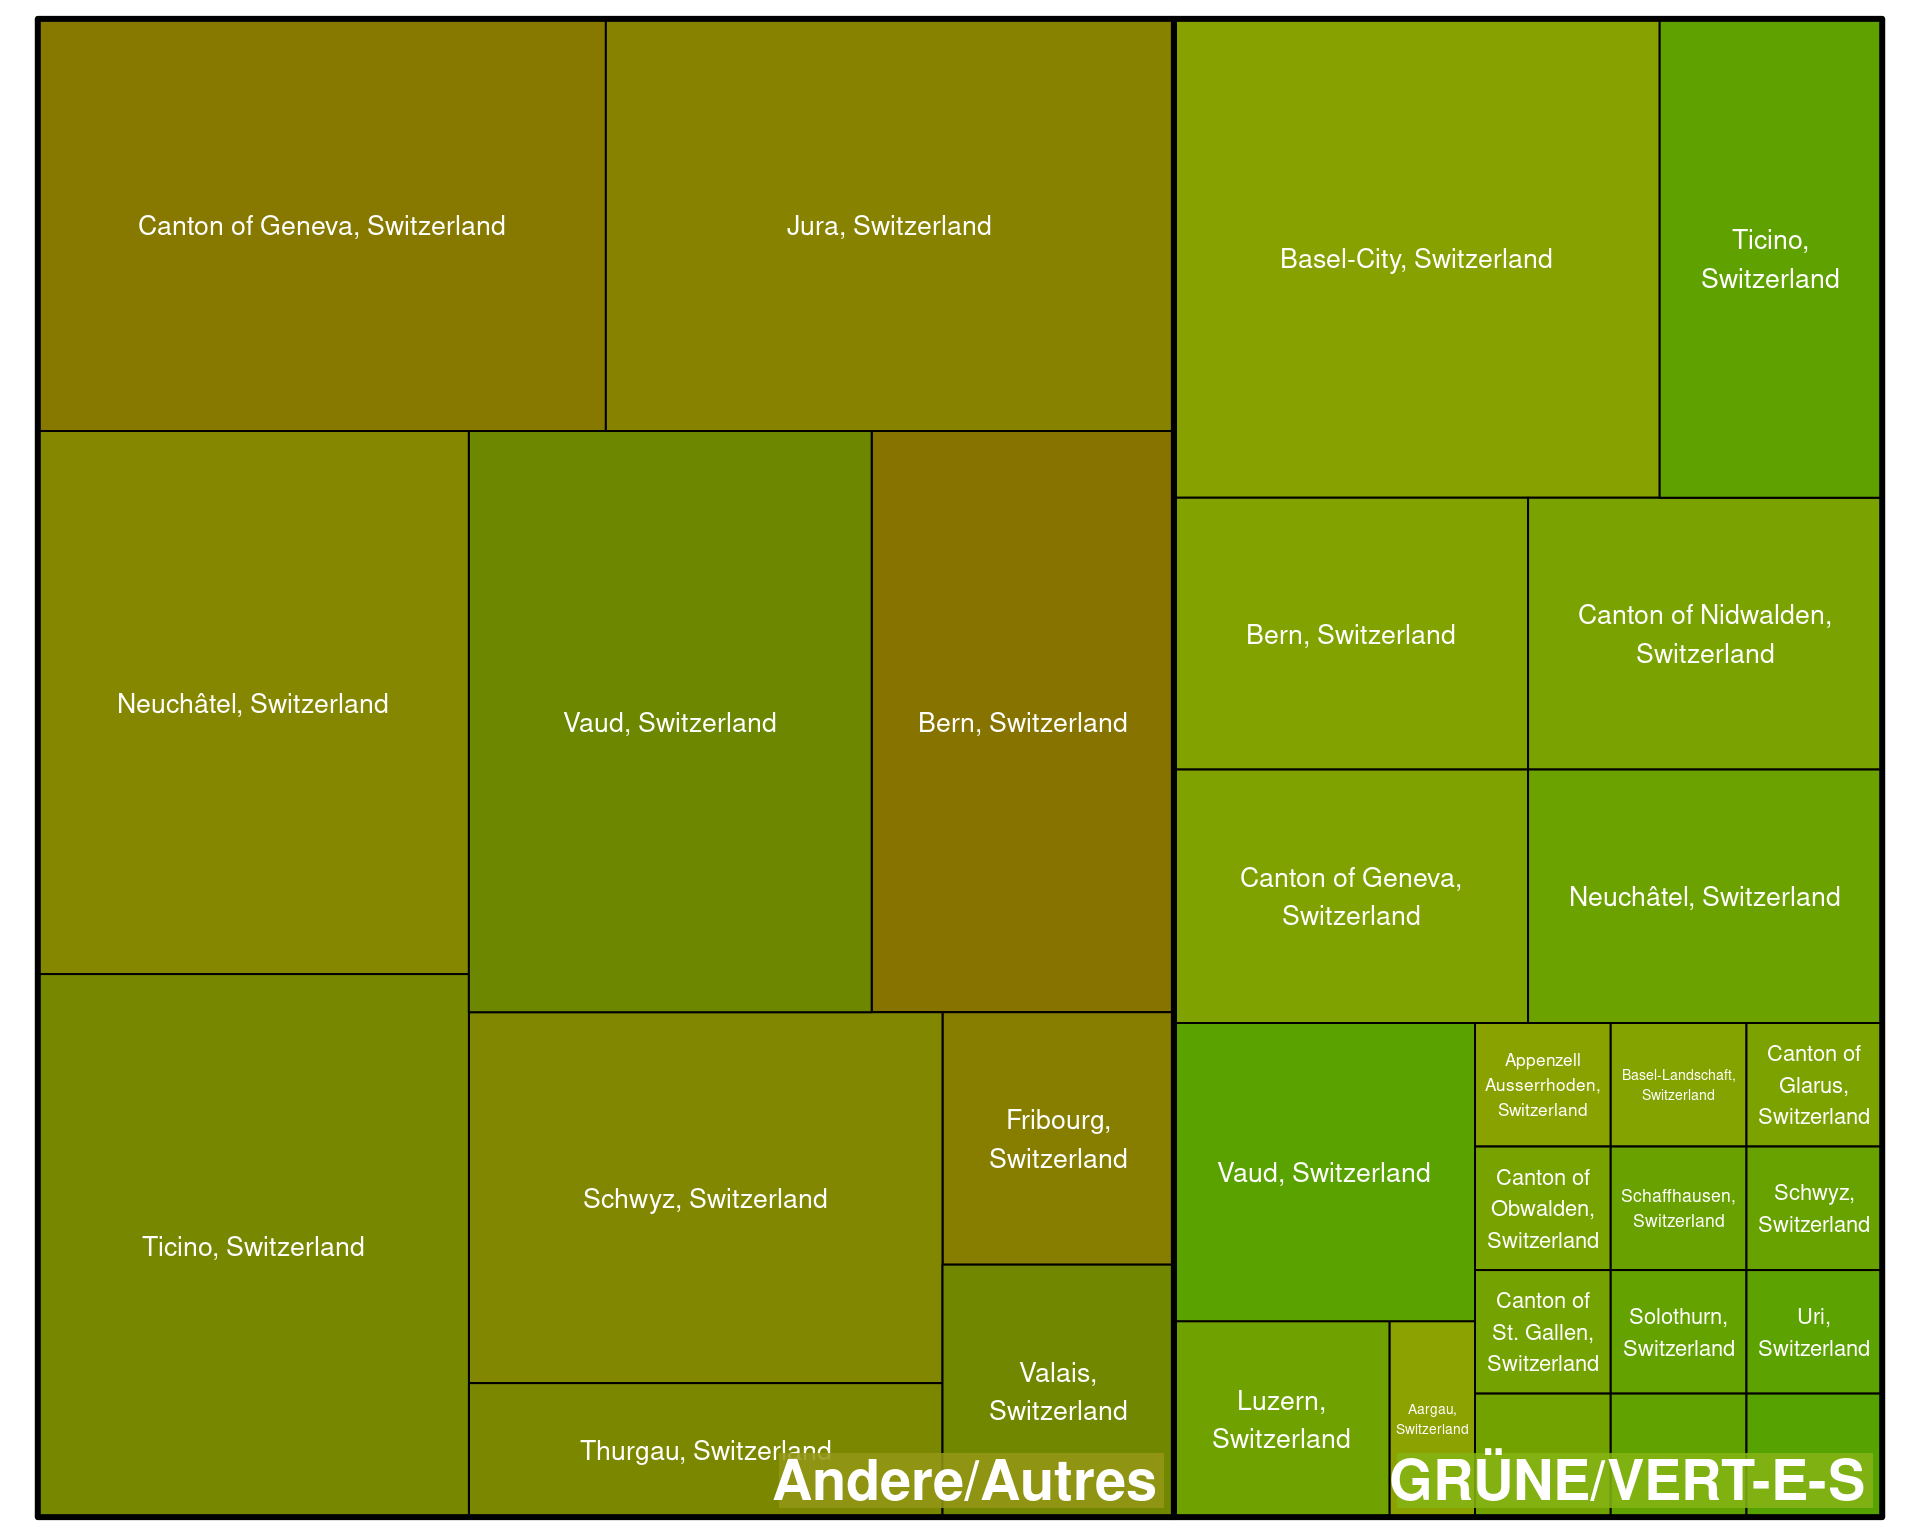 Canton of Geneva, Switzerland
Jura, Switzerland
Neuchâtel, Switzerland
Vaud, Switzerland
Bern, Switzerland
Ticino, Switzerland
Schwyz, Switzerland
Fribourg,
Switzerland
Thurgau, Switzerland
Valais,
Switzerland
Andere/Autres
Basel-City, Switzerland
Ticino,
Switzerland
Bern, Switzerland
Canton of Nidwalden,
Switzerland
Canton of Geneva,
Switzerland
Neuchâtel, Switzerland
Vaud, Switzerland
Appenzell
Ausserrhoden,
Switzerland
Basel-Landschaft,
Switzerland
Canton of
Glarus,
Switzerland
Canton of
Obwalden,
Switzerland
Schaffhausen,
Switzerland
Schwyz,
Switzerland
Canton of
St. Gallen,
Switzerland
Solothurn,
Switzerland
Uri,
Switzerland
Luzern,
Switzerland
Aargau,
Switzerland
GRÜNE/VERT-E-S